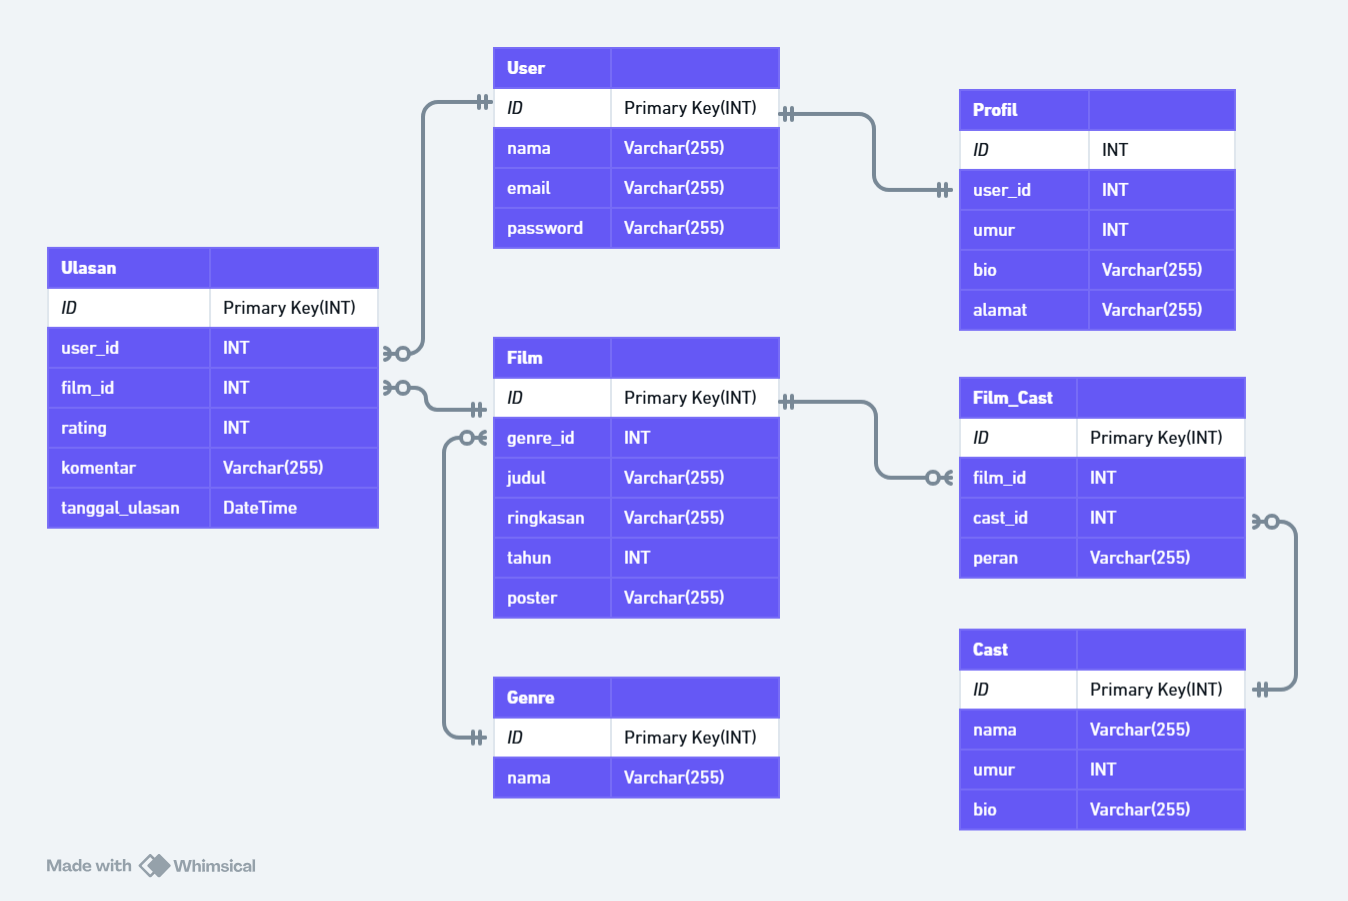 User
ID Primary Key(INT)
nama Varchar(255)
email Varchar(255)
password Varchar(255)
Profil
ID INT
user_id INT
umur INT
bio Varchar(255)
alamat Varchar(255)
Ulasan
ID Primary Key(INT)
user_id INT
film_id INT
rating INT
komentar Varchar(255)
tanggal_ulasan DateTime
Film
ID Primary Key(INT)
genre_id INT
judul Varchar(255)
ringkasan Varchar(255)
tahun INT
poster Varchar(255)
Film_Cast
ID Primary Key(INT)
film_id INT
cast_id INT
peran Varchar(255)
Genre
ID Primary Key(INT)
nama Varchar(255)
Cast
ID Primary Key(INT)
nama Varchar(255)
umur INT
bio Varchar(255)
Made with Whimsical